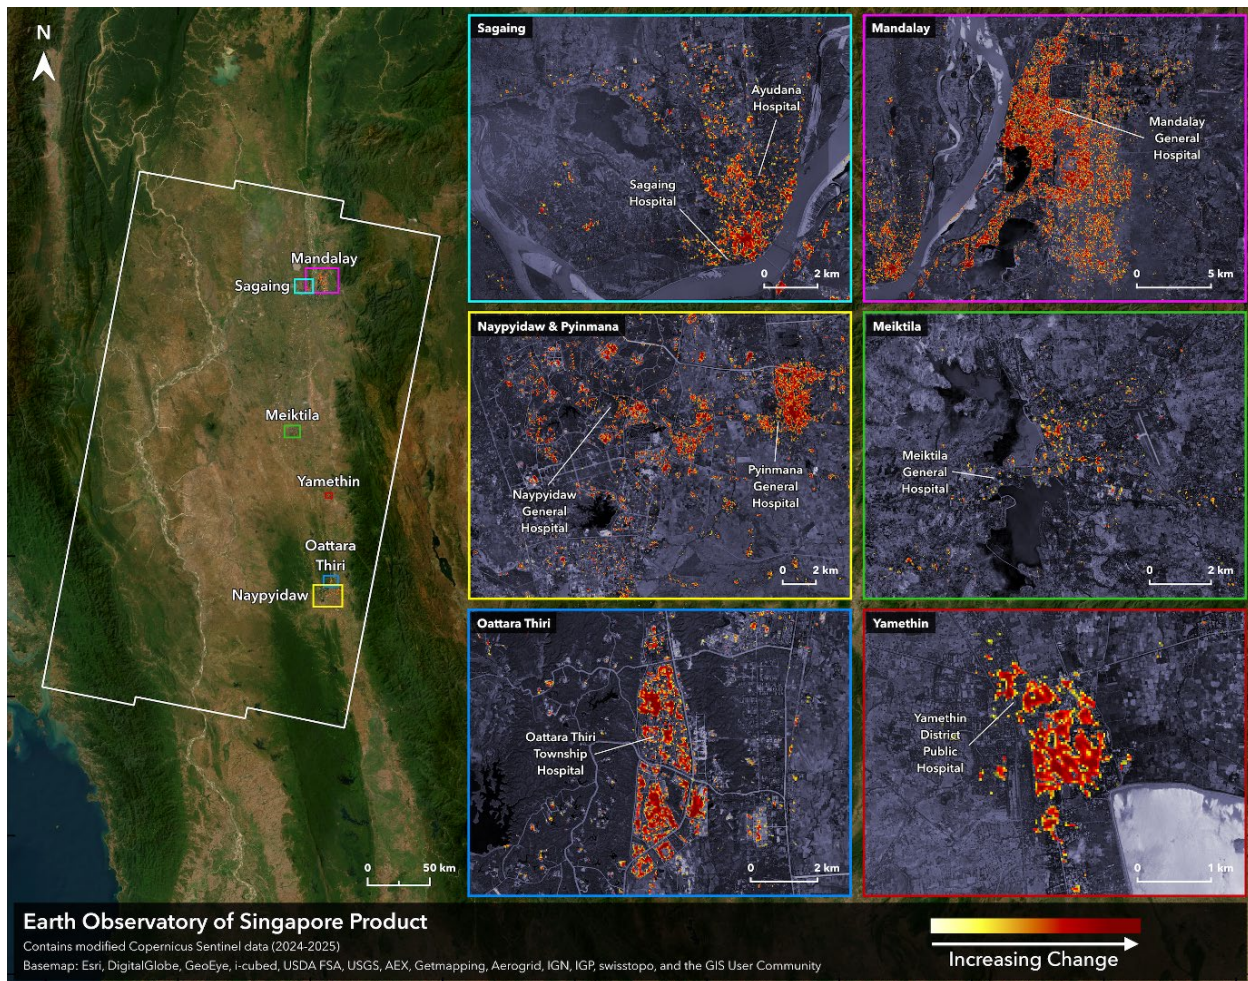 N
Mandalay
Sagaing
Meiktila
Yamethin
Oattara
Thiri
Naypyidaw
0 50 km
Sagaing
Ayudana
Hospital
Sagaing
Hospital
0 2 km
Mandalay
Mandalay
General
Hospital
0 5 km
Naypyidaw & Pyinmana
Naypyidaw
General
Hospital
Pyinmana
General
Hospital
0 2 km
Meiktila
Meiktila
General
Hospital
0 2 km
Oattara Thiri
Oattara Thiri
Township
Hospital
0 2 km
Yamethin
Yamethin
District
Public
Hospital
0 1 km
Earth Observatory of Singapore Product
Contains modified Copernicus Sentinel data (2024-2025)
Basemap: Esri, DigitalGlobe, GeoEye, i-cubed, USDA FSA, USGS, AEX, Getmapping, Aerogrid, IGN, IGP, swisstopo, and the GIS User Community
Increasing Change